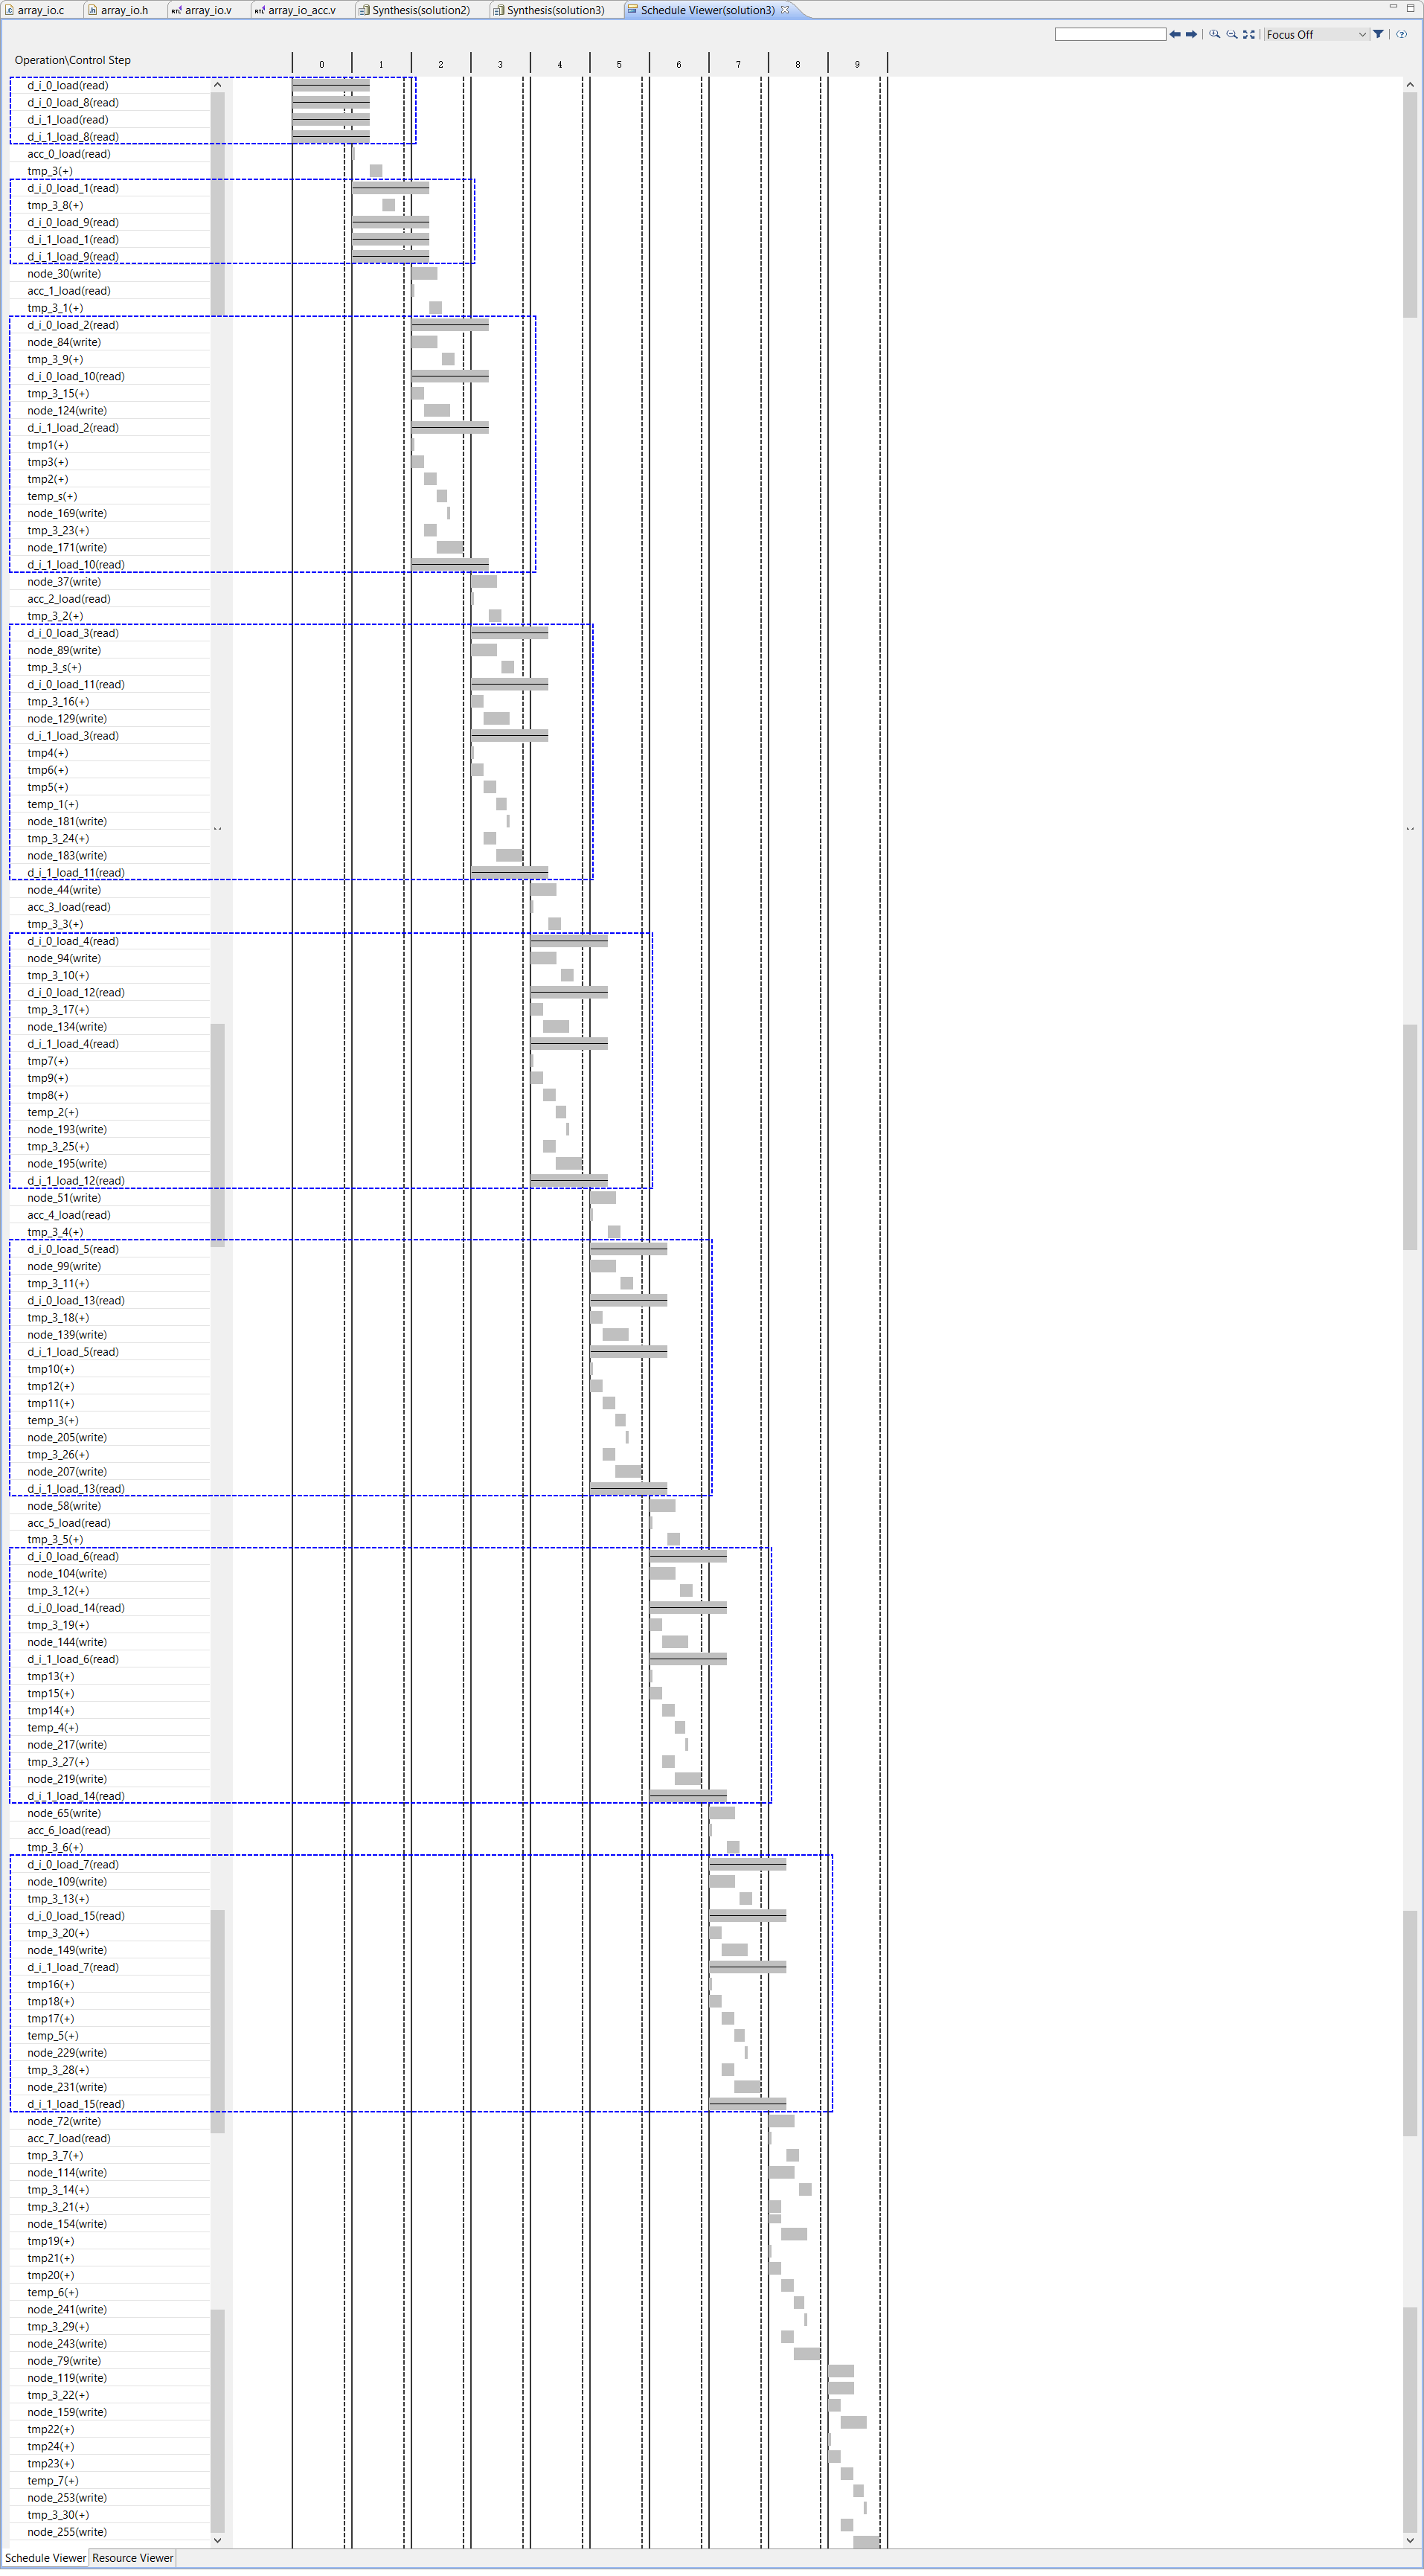 array_io.c array_io.h array_io.v array_io_acc.v Synthesis(solution2) Synthesis(solution3) Schedule Viewer(solution3)
Focus Off
Operation\Control Step 0 1 2 3 4 5 6 7 8 9
d_i_0_load(read)
d_i_0_load_8(read)
d_i_1_load(read)
d_i_1_load_8(read)
acc_0_load(read)
tmp_3(+)
d_i_0_load_1(read)
tmp_3_8(+)
d_i_0_load_9(read)
d_i_1_load_1(read)
d_i_1_load_9(read)
node_30(write)
acc_1_load(read)
tmp_3_1(+)
d_i_0_load_2(read)
node_84(write)
tmp_3_9(+)
d_i_0_load_10(read)
tmp_3_15(+)
node_124(write)
d_i_1_load_2(read)
tmp1(+)
tmp3(+)
tmp2(+)
temp_s(+)
node_169(write)
tmp_3_23(+)
node_171(write)
d_i_1_load_10(read)
node_37(write)
acc_2_load(read)
tmp_3_2(+)
d_i_0_load_3(read)
node_89(write)
tmp_3_s(+)
d_i_0_load_11(read)
tmp_3_16(+)
node_129(write)
d_i_1_load_3(read)
tmp4(+)
tmp6(+)
tmp5(+)
temp_1(+)
node_181(write)
tmp_3_24(+)
node_183(write)
d_i_1_load_11(read)
node_44(write)
acc_3_load(read)
tmp_3_3(+)
d_i_0_load_4(read)
node_94(write)
tmp_3_10(+)
d_i_0_load_12(read)
tmp_3_17(+)
node_134(write)
d_i_1_load_4(read)
tmp7(+)
tmp9(+)
tmp8(+)
temp_2(+)
node_193(write)
tmp_3_25(+)
node_195(write)
d_i_1_load_12(read)
node_51(write)
acc_4_load(read)
tmp_3_4(+)
d_i_0_load_5(read)
node_99(write)
tmp_3_11(+)
d_i_0_load_13(read)
tmp_3_18(+)
node_139(write)
d_i_1_load_5(read)
tmp10(+)
tmp12(+)
tmp11(+)
temp_3(+)
node_205(write)
tmp_3_26(+)
node_207(write)
d_i_1_load_13(read)
node_58(write)
acc_5_load(read)
tmp_3_5(+)
d_i_0_load_6(read)
node_104(write)
tmp_3_12(+)
d_i_0_load_14(read)
tmp_3_19(+)
node_144(write)
d_i_1_load_6(read)
tmp13(+)
tmp15(+)
tmp14(+)
temp_4(+)
node_217(write)
tmp_3_27(+)
node_219(write)
d_i_1_load_14(read)
node_65(write)
acc_6_load(read)
tmp_3_6(+)
d_i_0_load_7(read)
node_109(write)
tmp_3_13(+)
d_i_0_load_15(read)
tmp_3_20(+)
node_149(write)
d_i_1_load_7(read)
tmp16(+)
tmp18(+)
tmp17(+)
temp_5(+)
node_229(write)
tmp_3_28(+)
node_231(write)
d_i_1_load_15(read)
node_72(write)
acc_7_load(read)
tmp_3_7(+)
node_114(write)
tmp_3_14(+)
tmp_3_21(+)
node_154(write)
tmp19(+)
tmp21(+)
tmp20(+)
temp_6(+)
node_241(write)
tmp_3_29(+)
node_243(write)
node_79(write)
node_119(write)
tmp_3_22(+)
node_159(write)
tmp22(+)
tmp24(+)
tmp23(+)
temp_7(+)
node_253(write)
tmp_3_30(+)
node_255(write)
Schedule Viewer Resource Viewer